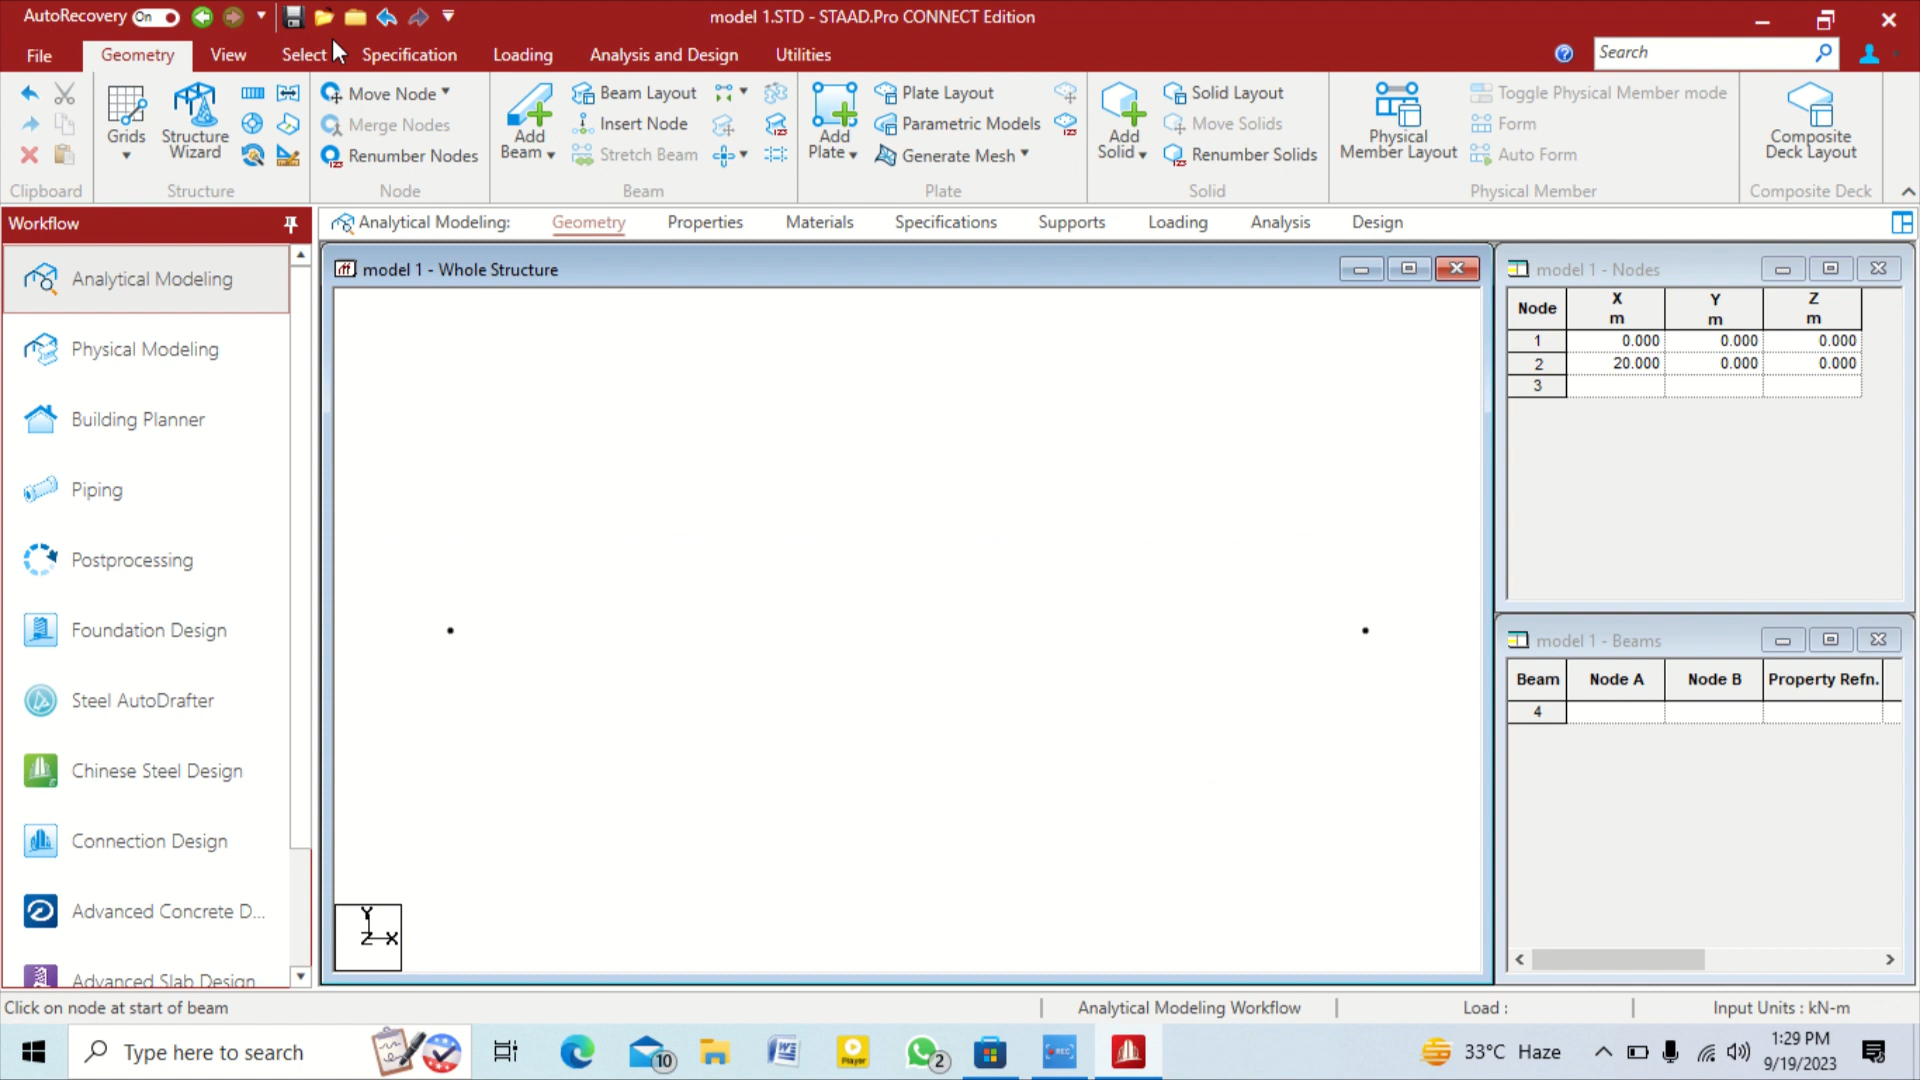 AutoRecovery On
model 1.STD - STAAD.Pro CONNECT Edition
File Geometry View Select Specification Loading Analysis and Design Utilities
Search
Grids
Structure Wizard
Move Node
Merge Nodes
Renumber Nodes
Add Beam
Beam Layout
Insert Node
Stretch Beam
Add Plate
Plate Layout
Parametric Models
Generate Mesh
Add Solid
Solid Layout
Move Solids
Renumber Solids
Physical Member Layout
Toggle Physical Member mode
Form
Auto Form
Composite Deck Layout
Clipboard Structure Node Beam Plate Solid Physical Member Composite Deck
Workflow
Analytical Modeling: Geometry Properties Materials Specifications Supports Loading Analysis Design
Analytical Modeling
Physical Modeling
Building Planner
Piping
Postprocessing
Foundation Design
Steel AutoDrafter
Chinese Steel Design
Connection Design
Advanced Concrete D...
Advanced Slab Design
model 1 - Whole Structure
Y
Z X
model 1 - Nodes
Node X m Y m Z m
1 0.000 0.000 0.000
2 20.000 0.000 0.000
3
model 1 - Beams
Beam Node A Node B Property Refn.
4
Click on node at start of beam
Analytical Modeling Workflow
Load :
Input Units : kN-m
Type here to search
10
Player
2
REC
33°C Haze
1:29 PM
9/19/2023